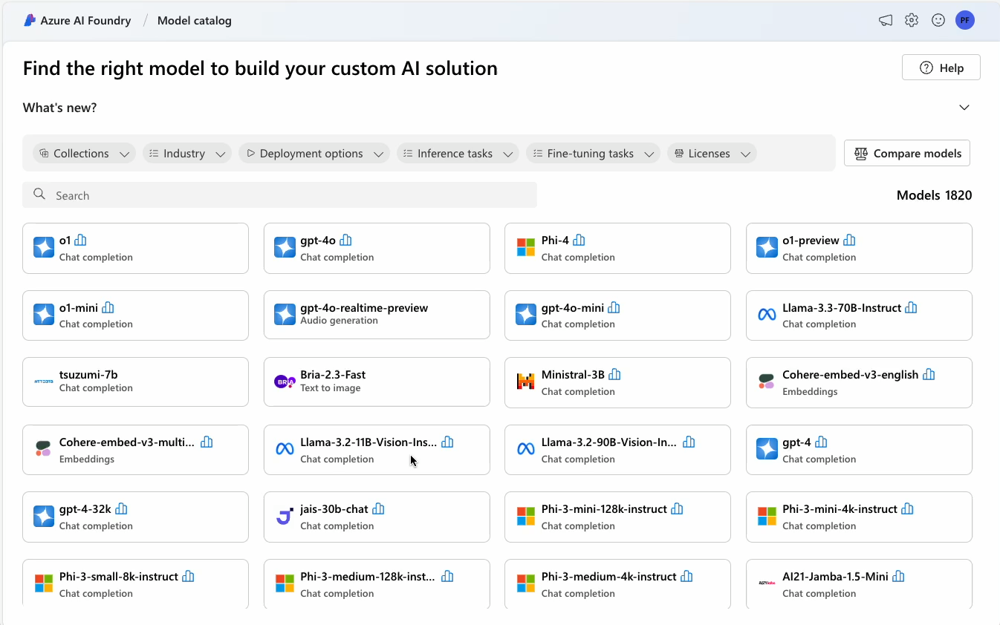 Azure AI Foundry / Model catalog
PF
Find the right model to build your custom AI solution
Help
What's new?
Collections Industry Deployment options Inference tasks Fine-tuning tasks Licenses
Compare models
Search
Models 1820
o1
Chat completion
gpt-4o
Chat completion
Phi-4
Chat completion
o1-preview
Chat completion
o1-mini
Chat completion
gpt-4o-realtime-preview
Audio generation
gpt-4o-mini
Chat completion
Llama-3.3-70B-Instruct
Chat completion
NTT DATA
tsuzumi-7b
Chat completion
BRIA
Bria-2.3-Fast
Text to image
Ministral-3B
Chat completion
Cohere-embed-v3-english
Embeddings
Cohere-embed-v3-multi...
Embeddings
Llama-3.2-11B-Vision-Ins...
Chat completion
Llama-3.2-90B-Vision-In...
Chat completion
gpt-4
Chat completion
gpt-4-32k
Chat completion
jais-30b-chat
Chat completion
Phi-3-mini-128k-instruct
Chat completion
Phi-3-mini-4k-instruct
Chat completion
Phi-3-small-8k-instruct
Chat completion
Phi-3-medium-128k-inst...
Chat completion
Phi-3-medium-4k-instruct
Chat completion
AI21labs
AI21-Jamba-1.5-Mini
Chat completion